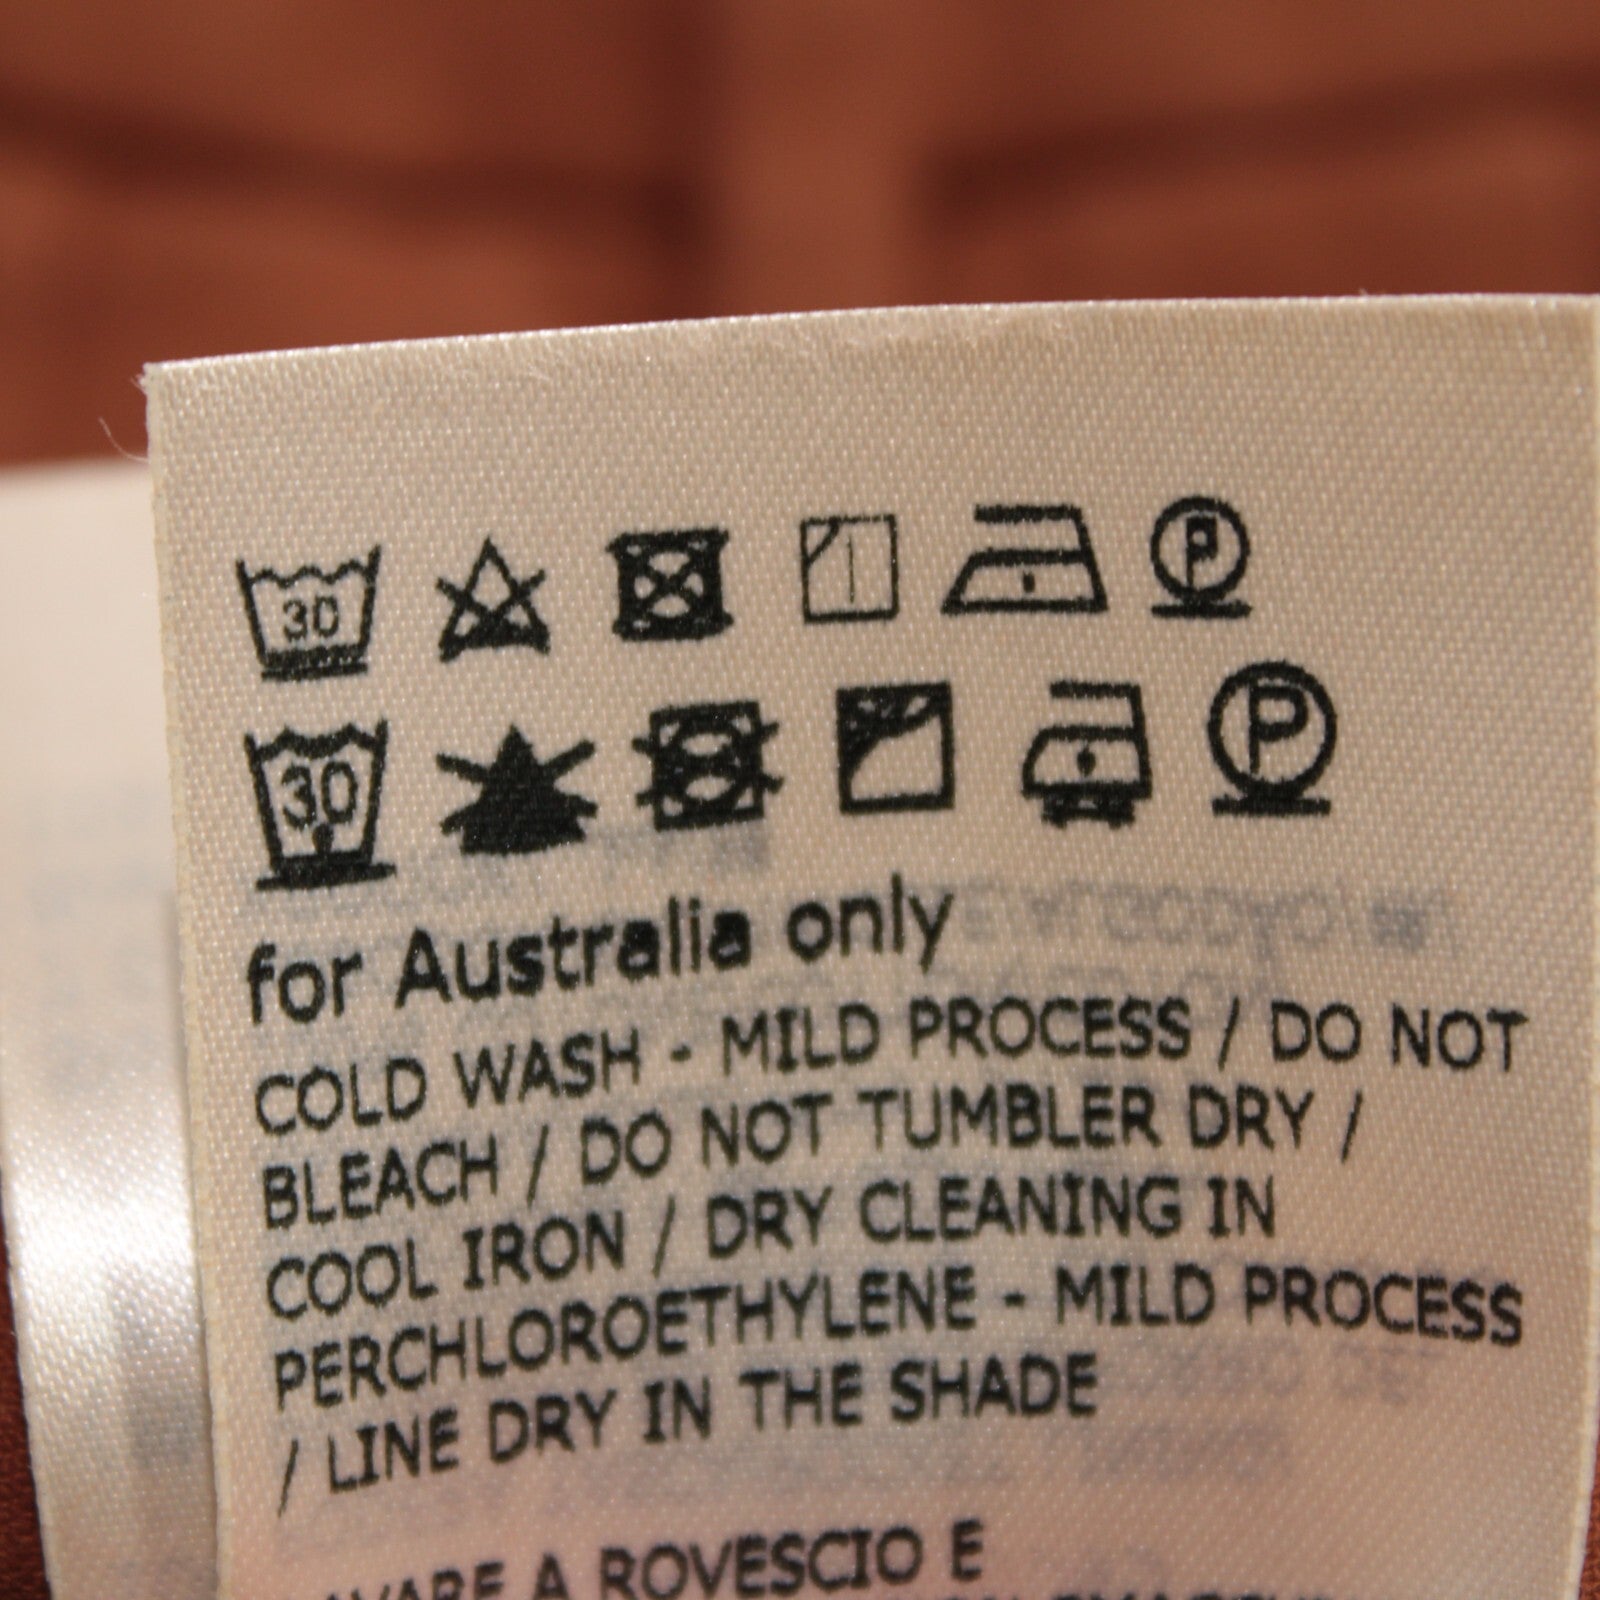 30 P
30 P
for Australia only
COLD WASH - MILD PROCESS / DO NOT
BLEACH / DO NOT TUMBLER DRY /
COOL IRON / DRY CLEANING IN
PERCHLOROETHYLENE - MILD PROCESS
/ LINE DRY IN THE SHADE
A ROVESCIO E